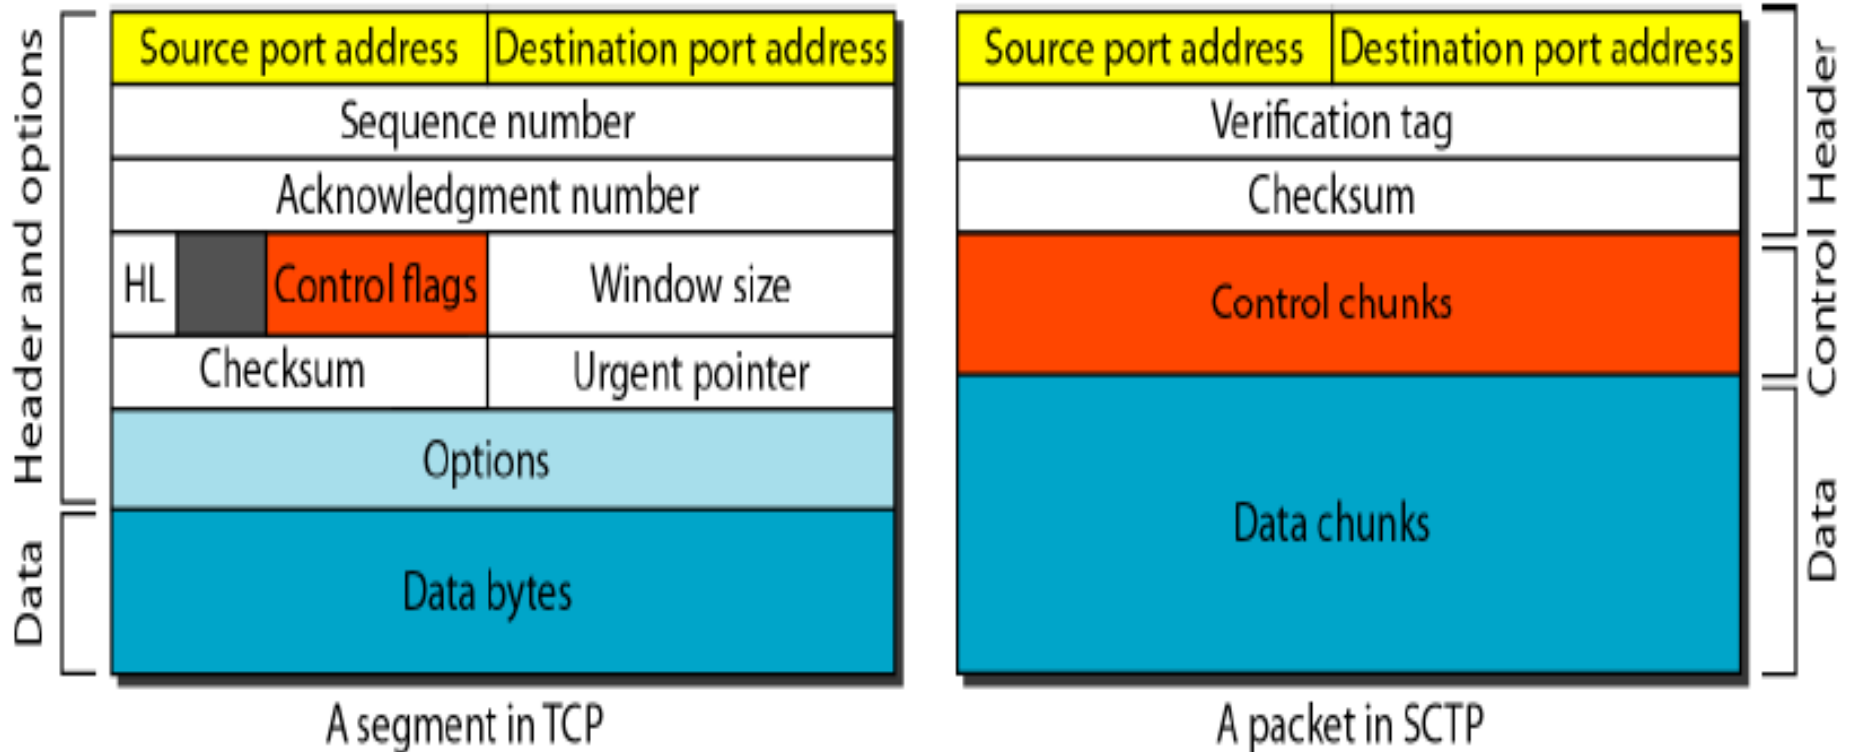 Header and options
Data
Source port address
Destination port address
Sequence number
Acknowledgment number
HL
Control flags
Window size
Checksum
Urgent pointer
Options
Data bytes
A segment in TCP
Source port address
Destination port address
Verification tag
Checksum
Control chunks
Data chunks
Header
Control
Data
A packet in SCTP